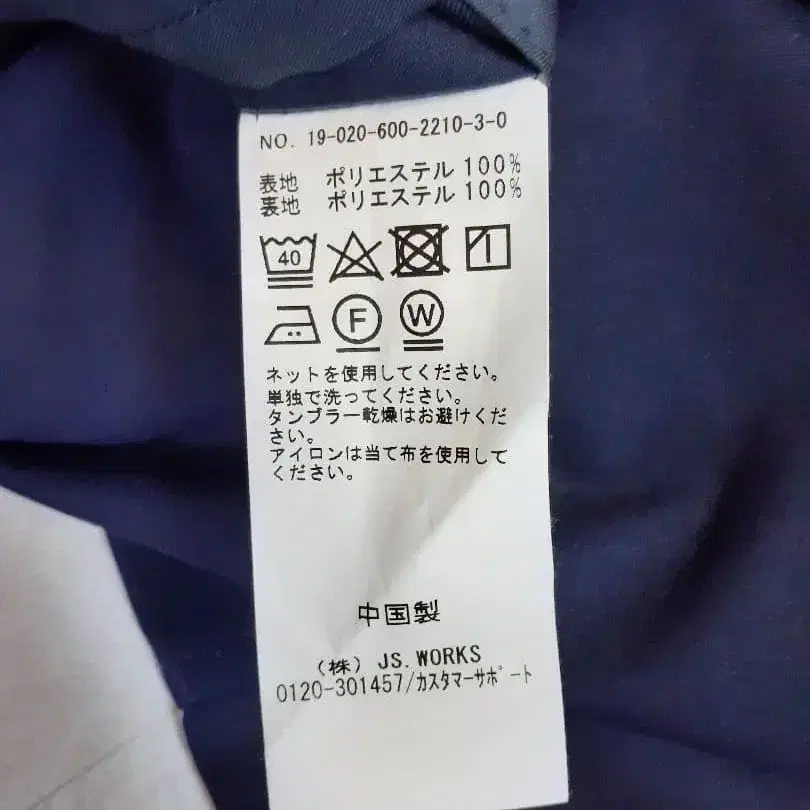 NO. 19-020-600-2210-3-0
表地 ポリエステル 100%
裏地 ポリエステル 100%
40
F W
ネットを使用してください。
単独で洗ってください。
タンブラー乾燥はお避けくだ
さい。
アイロンは当て布を使用して
ください。
中国製
(株) JS.WORKS
0120-301457/カスタマーサポート